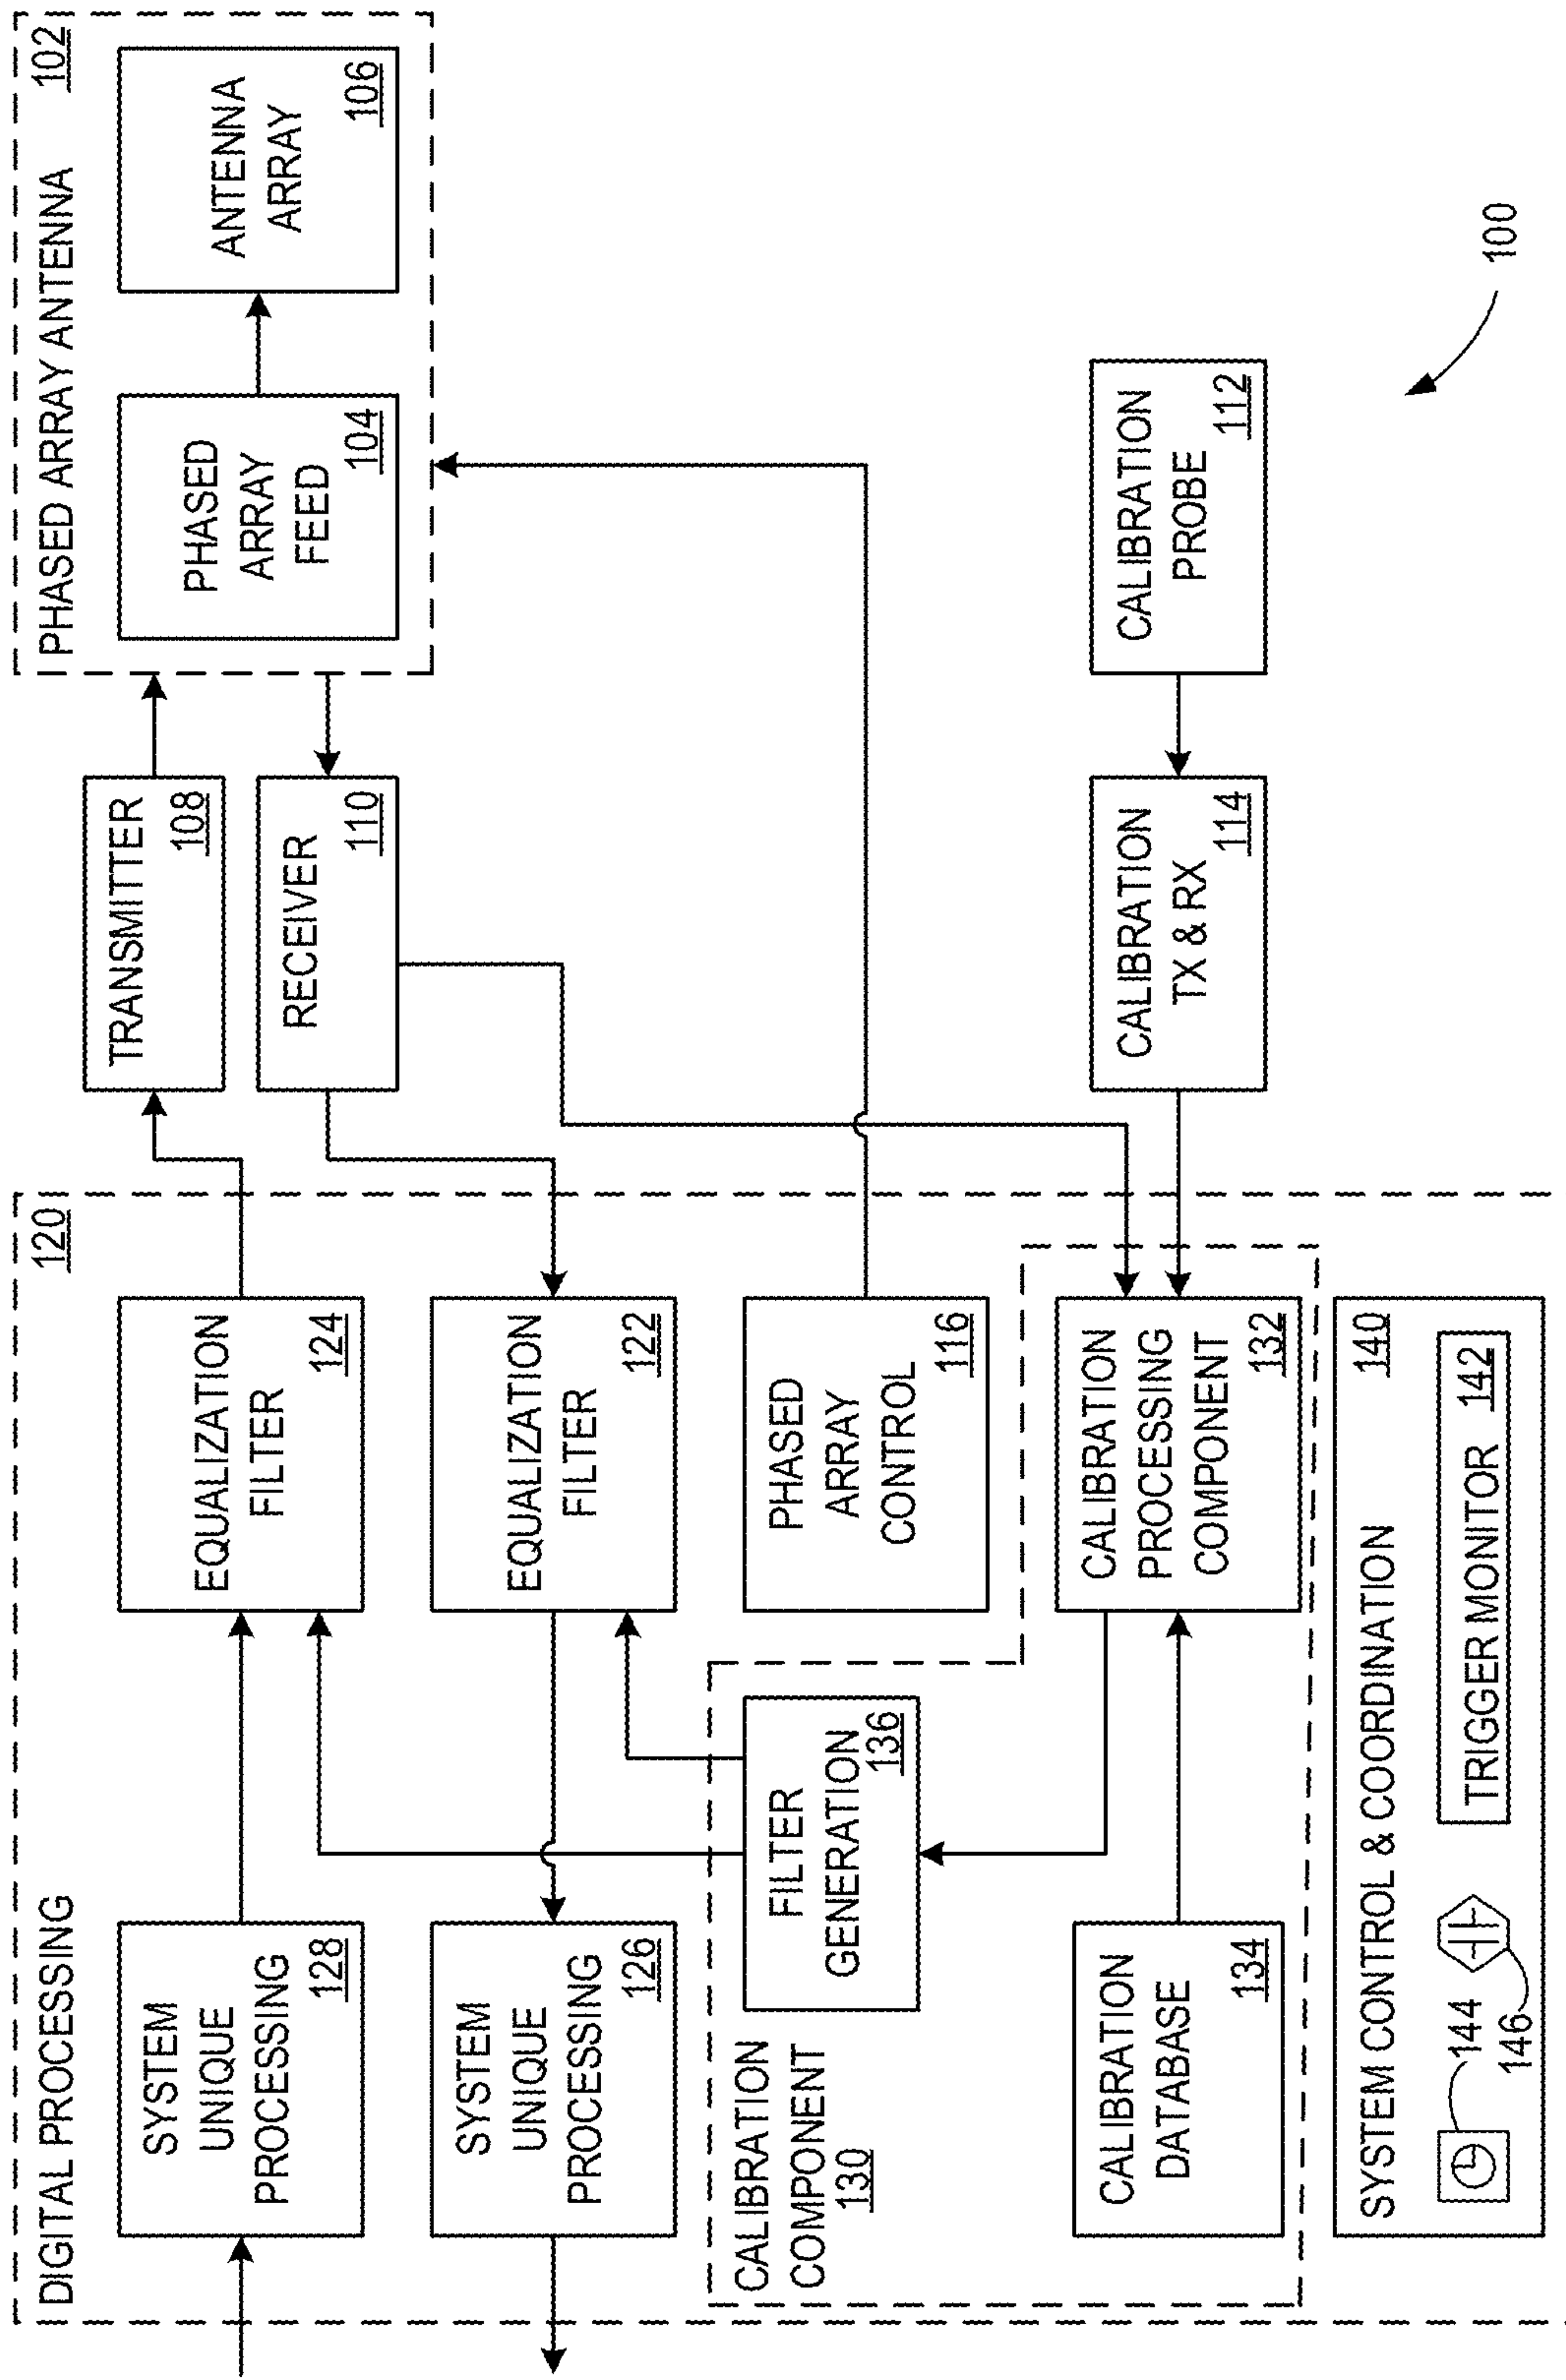 DIGITAL PROCESSING
120
SYSTEM
UNIQUE
PROCESSING
128
EQUALIZATION
FILTER
124
TRANSMITTER
108
PHASED ARRAY ANTENNA
102
PHASED
ARRAY
FEED
104
ANTENNA
ARRAY
106
RECEIVER
110
SYSTEM
UNIQUE
PROCESSING
126
EQUALIZATION
FILTER
122
CALIBRATION
COMPONENT
130
FILTER
GENERATION
136
PHASED
ARRAY
CONTROL
116
CALIBRATION
DATABASE
134
CALIBRATION
PROCESSING
COMPONENT
132
CALIBRATION
TX & RX
114
CALIBRATION
PROBE
112
SYSTEM CONTROL & COORDINATION
140
144
146
TRIGGER MONITOR
142
100